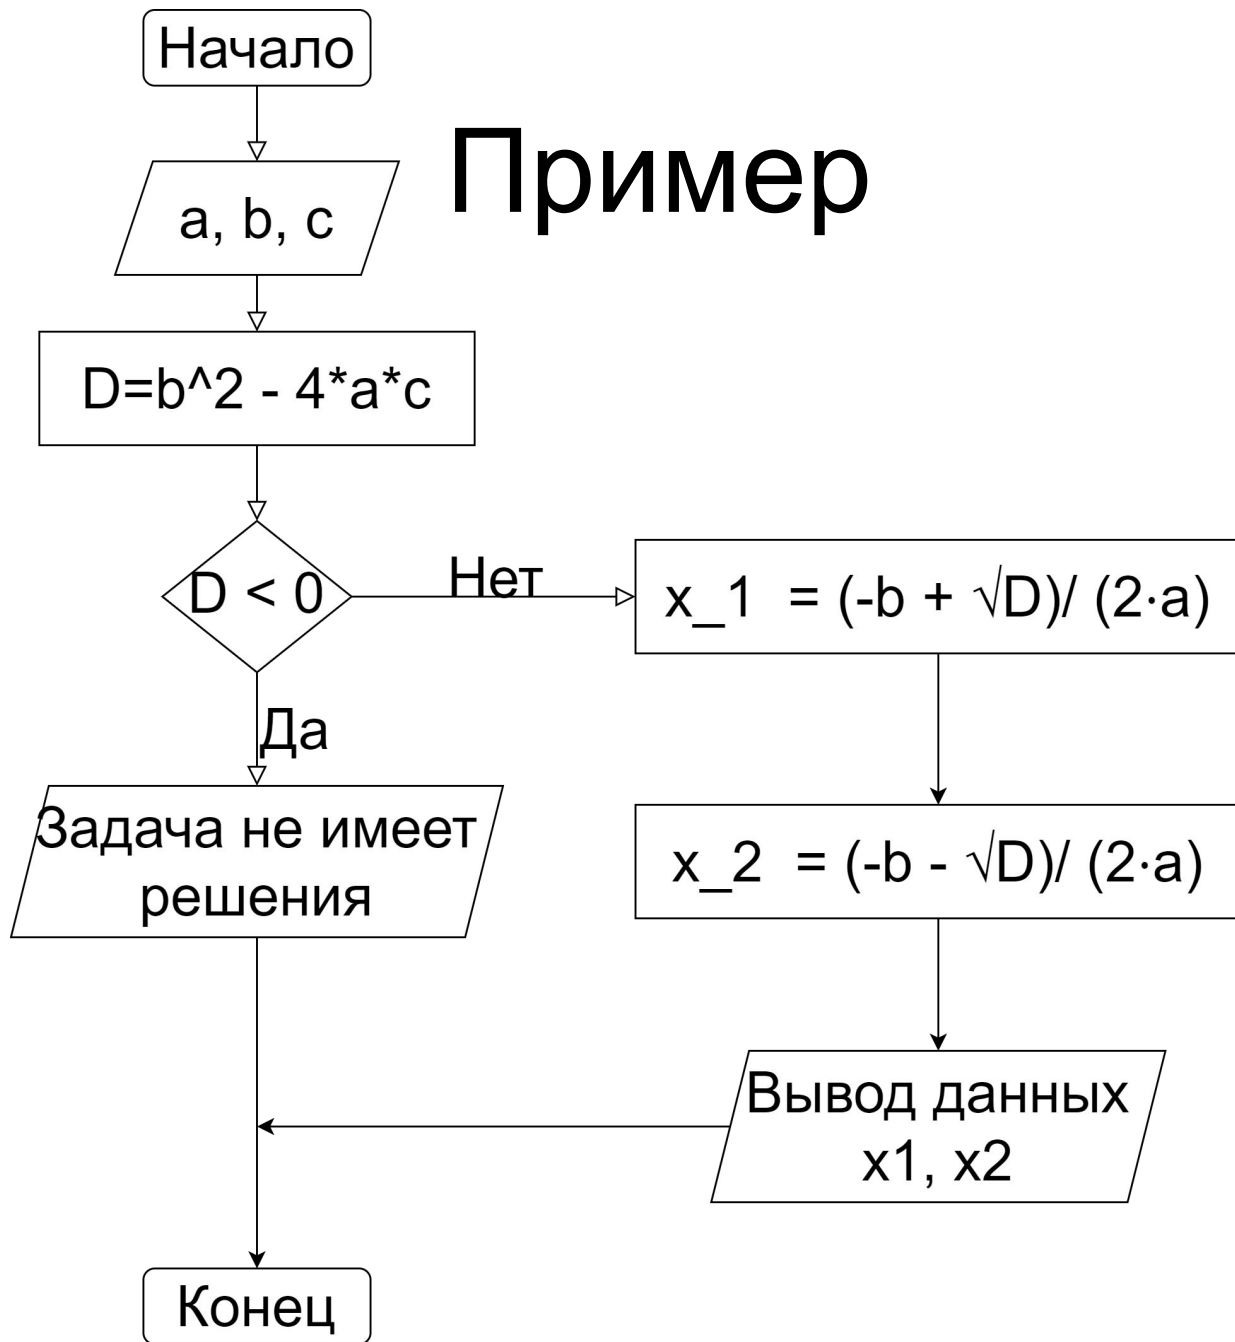 Начало
Пример
a, b, c
D=b^2 - 4*a*c
D < 0
Нет
x_1  = (-b + √D)/ (2·a)
Да
Задача не имеет
решения
x_2  = (-b - √D)/ (2·a)
Вывод данных
x1, x2
Конец